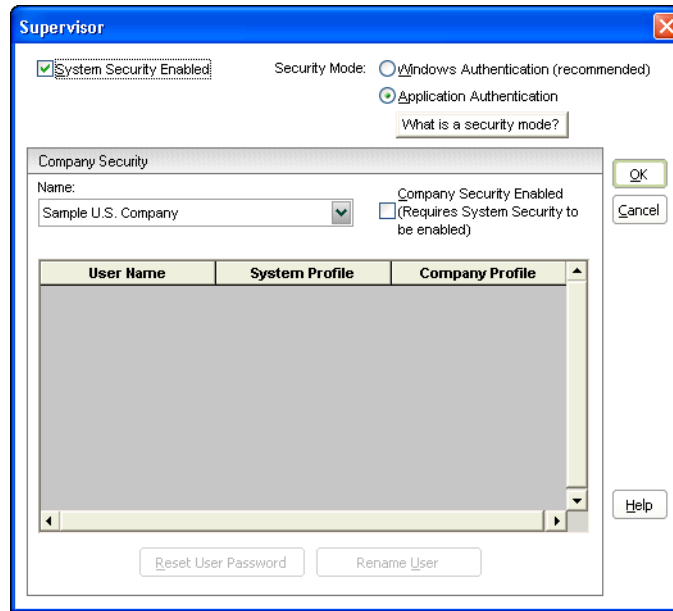 Supervisor
System Security Enabled
Security Mode:
Windows Authentication (recommended)
Application Authentication
What is a security mode?
Company Security
Name:
Sample U.S. Company
Company Security Enabled
(Requires System Security to
be enabled)
OK
Cancel
User Name
System Profile
Company Profile
Help
Reset User Password
Rename User